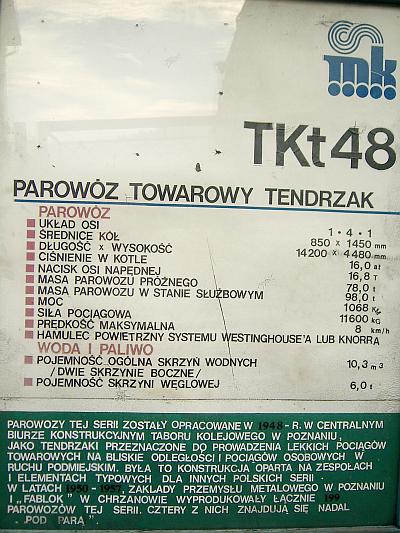 mk
TKt48
PAROWÓZ TOWAROWY TENDRZAK
PAROWÓZ
UKŁAD OSI 1·4·1
ŚREDNICE KÓŁ 850 x 1450 mm
DŁUGOŚĆ x WYSOKOŚĆ 14200 x 4480 mm
CIŚNIENIE W KOTLE 16,0 at
NACISK OSI NAPĘDNEJ 16,8 T
MASA PAROWOZU PRÓŻNEGO 78,0 t
MASA PAROWOZU W STANIE SŁUŻBOWYM 98,0 t
MOC 1068
SIŁA POCIĄGOWA 11600 kG
PRĘDKOŚĆ MAKSYMALNA 8 km/h
HAMULEC POWIETRZNY SYSTEMU WESTINGHOUSE'A LUB KNORRA
WODA I PALIWO
POJEMNOŚĆ OGÓLNA SKRZYŃ WODNYCH 10,3 m3
/DWIE SKRZYNIE BOCZNE/
POJEMNOŚĆ SKRZYNI WĘGLOWEJ 6,0 t
PAROWOZY TEJ SERII ZOSTAŁY OPRACOWANE W 1948-R. W CENTRALNYM
BIURZE KONSTRUKCYJNYM TABORU KOLEJOWEGO W POZNANIU,
JAKO TENDRZAKI PRZEZNACZONE DO PROWADZENIA LEKKICH POCIĄGÓW
TOWAROWYCH NA BLISKIE ODLEGŁOŚCI I POCIĄGÓW OSOBOWYCH W
RUCHU PODMIEJSKIM. BYŁA TO KONSTRUKCJA OPARTA NA ZESPOŁACH
I ELEMENTACH TYPOWYCH DLA INNYCH POLSKICH SERII.
W LATACH 1950-1957, ZAKŁADY PRZEMYSŁU METALOWEGO W POZNANIU
I „FABLOK" W CHRZANOWIE WYPRODUKOWAŁY ŁĄCZNIE 199
PAROWOZÓW TEJ SERII. CZTERY Z NICH ZNAJDUJĄ SIĘ NADAL
„POD PARĄ".